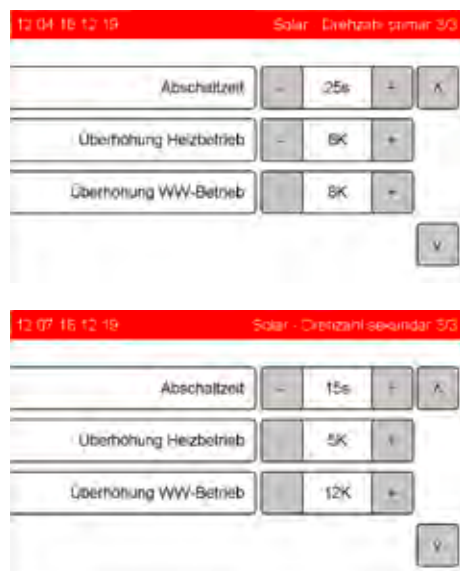 12.04.16 12:19 Solar - Drehzahl primär 3/3
Abschaltzeit - 25s + ∧
Überhöhung Heizbetrieb - 8K +
Überhöhung WW-Betrieb - 8K +
∨
12.07.16 12:19 Solar - Drehzahl sekundär 3/3
Abschaltzeit - 15s + ∧
Überhöhung Heizbetrieb - 5K +
Überhöhung WW-Betrieb - 12K +
∨